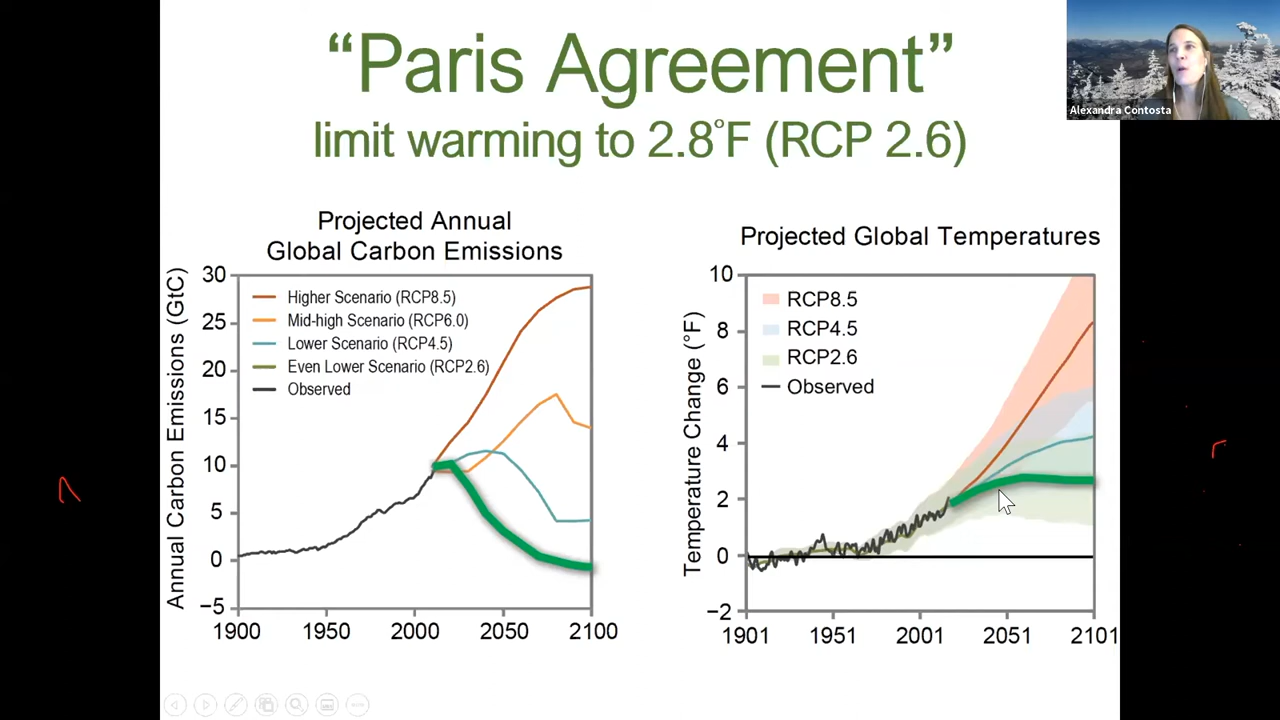 “Paris Agreement”
limit warming to 2.8°F (RCP 2.6)
Alexandra Contosta
Projected Annual
Global Carbon Emissions
Annual Carbon Emissions (GtC)
30
25
20
15
10
5
0
−5
Higher Scenario (RCP8.5)
Mid-high Scenario (RCP6.0)
Lower Scenario (RCP4.5)
Even Lower Scenario (RCP2.6)
Observed
1900
1950
2000
2050
2100
Projected Global Temperatures
Temperature Change (°F)
10
8
6
4
2
0
−2
RCP8.5
RCP4.5
RCP2.6
Observed
1901
1951
2001
2051
2101